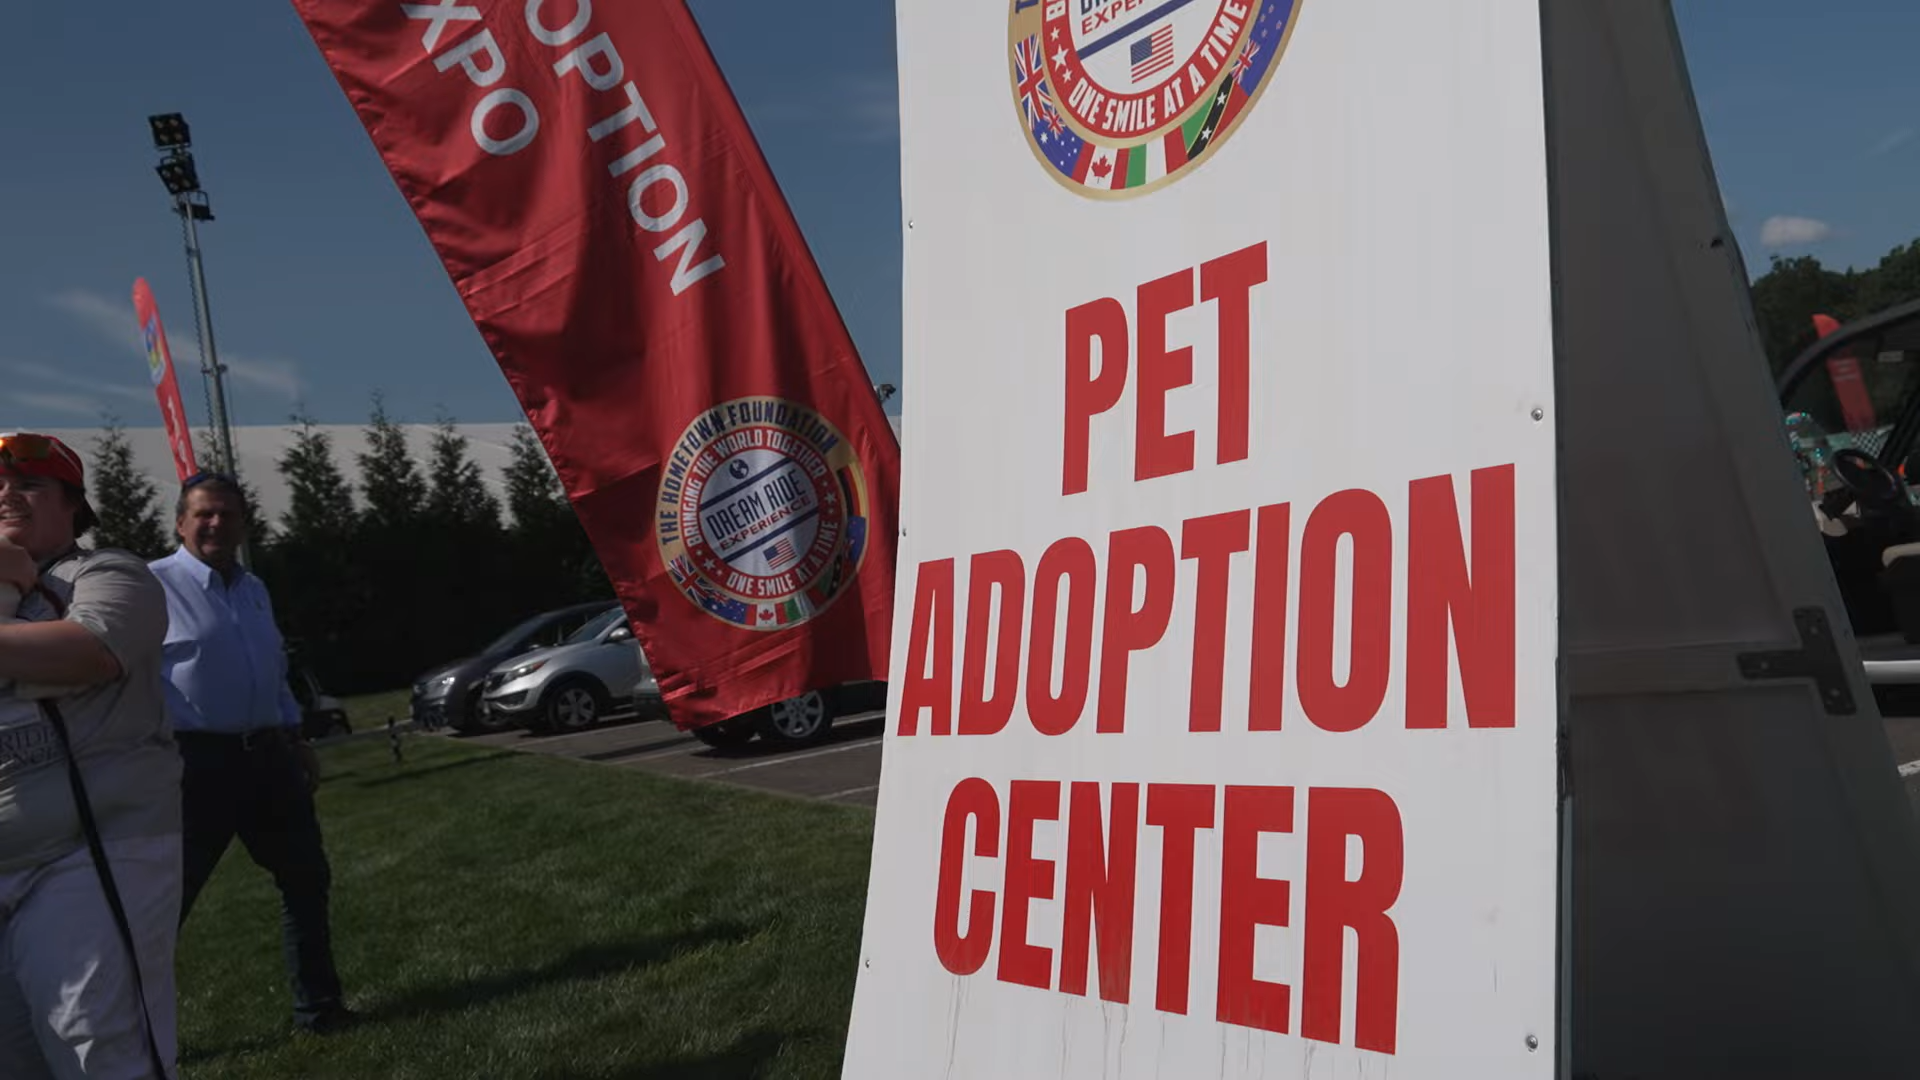 XPO
OPTION
THE HOMETOWN FOUNDATION
BRINGING THE WORLD TOGETHER
DREAM RIDE
EXPERIENCE
ONE SMILE AT A TIME
ONE SMILE AT A TIME
PET
ADOPTION
CENTER